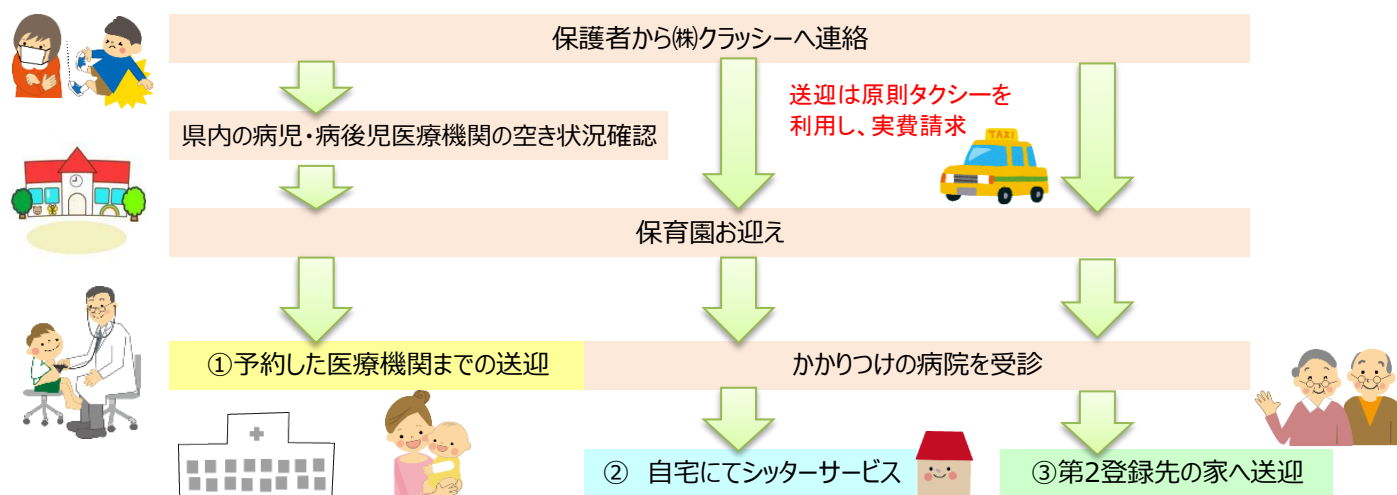 保護者から㈱クラッシーへ連絡
送迎は原則タクシーを
利用し、実費請求
県内の病児・病後児医療機関の空き状況確認
TAXI
保育園お迎え
①予約した医療機関までの送迎
かかりつけの病院を受診
② 自宅にてシッターサービス
③第2登録先の家へ送迎